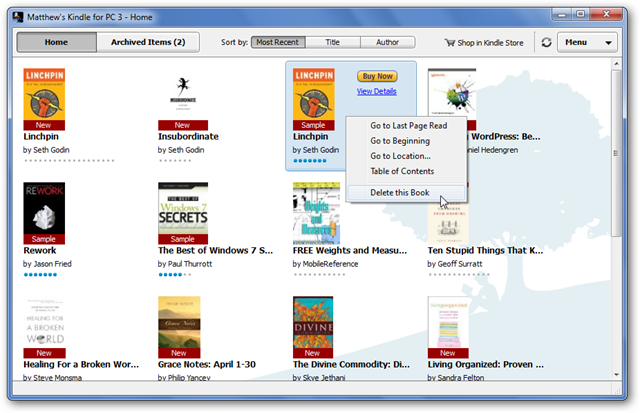 Matthew's Kindle for PC 3 - Home
Home
Archived Items (2)
Sort by:
Most Recent
Title
Author
Shop in Kindle Store
Menu
LINCHPIN
New
Linchpin
by Seth Godin
New
Insubordinate
by Seth Godin
LINCHPIN
Sample
Linchpin
by Seth Godin
Buy Now
View Details
WordPress: Be...
niel Hedengren
Go to Last Page Read
Go to Beginning
Go to Location...
Table of Contents
Delete this Book
REWORK
Sample
Rework
by Jason Fried
THE BEST OF
Windows 7
SECRETS
Sample
The Best of Windows 7 S...
by Paul Thurrott
Weights and
Measures
FREE Weights and Measu...
by MobileReference
Ten Stupid Things That K...
by Geoff Surratt
HEALING FOR
A BROKEN
WORLD
New
Healing For a Broken Wor...
by Steve Monsma
Grace Notes
New
Grace Notes: April 1-30
by Philip Yancey
DIVINE
New
The Divine Commodity: Di...
by Skye Jethani
living organized
New
Living Organized: Proven ...
by Sandra Felton